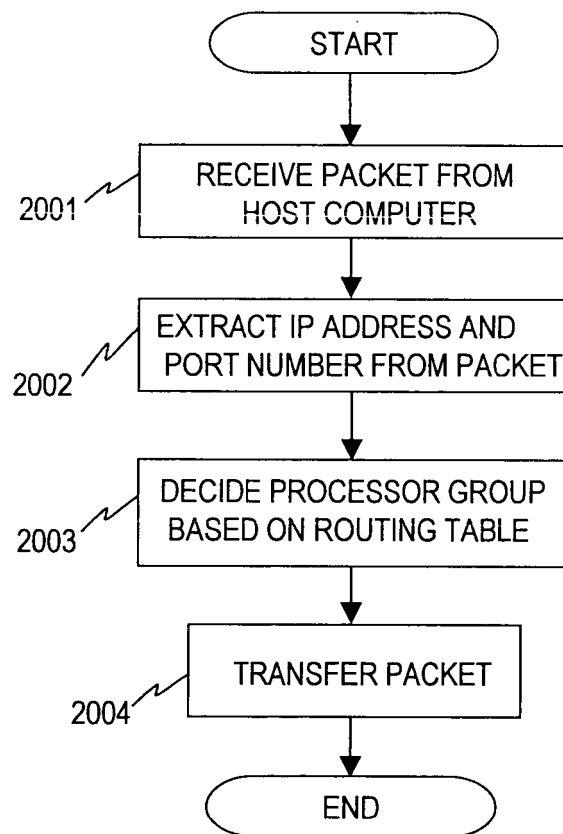 START
2001
RECEIVE PACKET FROM
HOST COMPUTER
2002
EXTRACT IP ADDRESS AND
PORT NUMBER FROM PACKET
2003
DECIDE PROCESSOR GROUP
BASED ON ROUTING TABLE
2004
TRANSFER PACKET
END